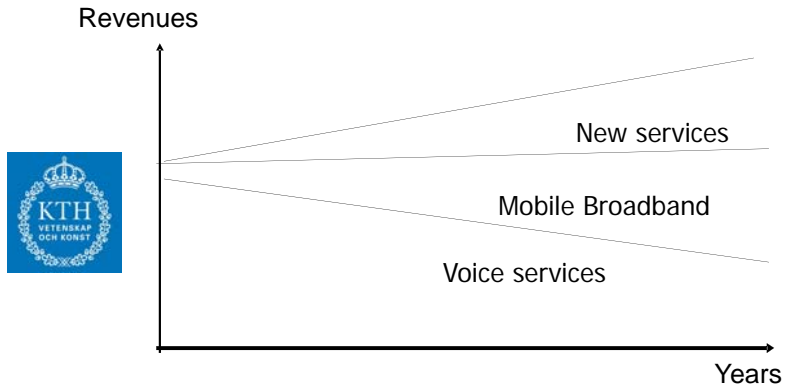 Revenues
New services
KTH
VETENSKAP
OCH KONST
Mobile Broadband
Voice services
Years